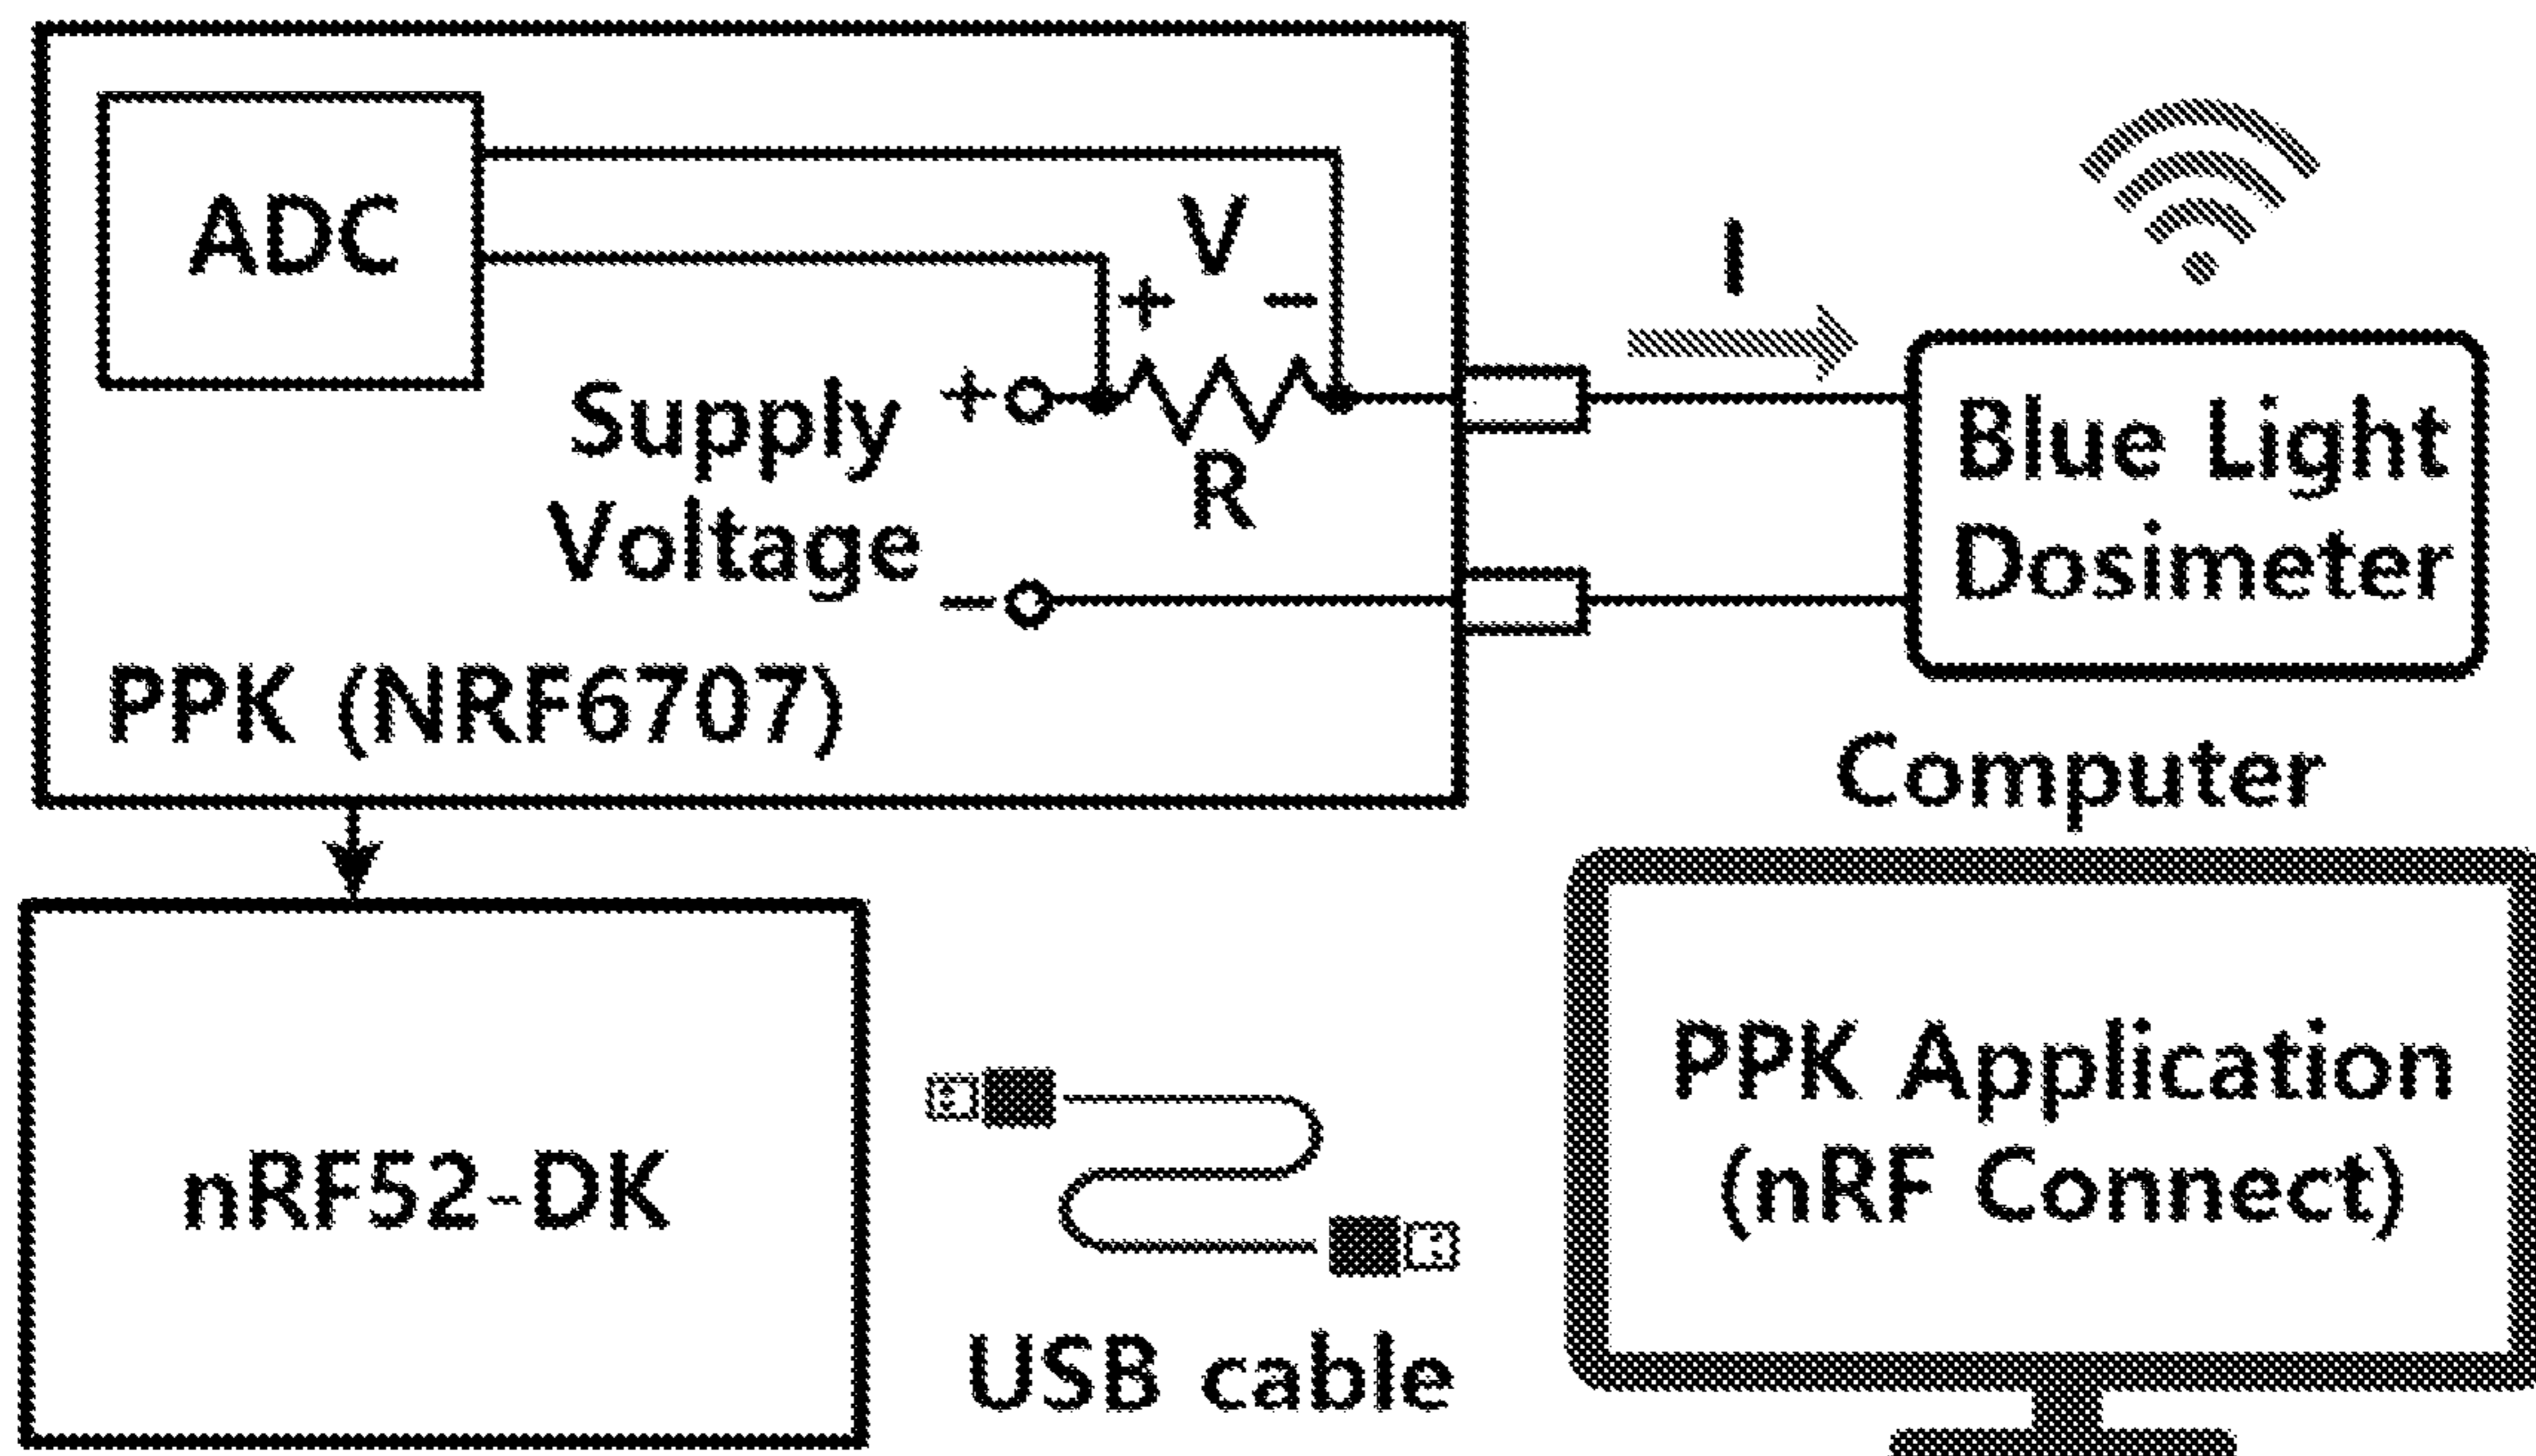 ADC
V
+ −
I
Supply
Voltage
+
−
R
Blue Light
Dosimeter
PPK (NRF6707)
Computer
nRF52-DK
USB cable
PPK Application
(nRF Connect)